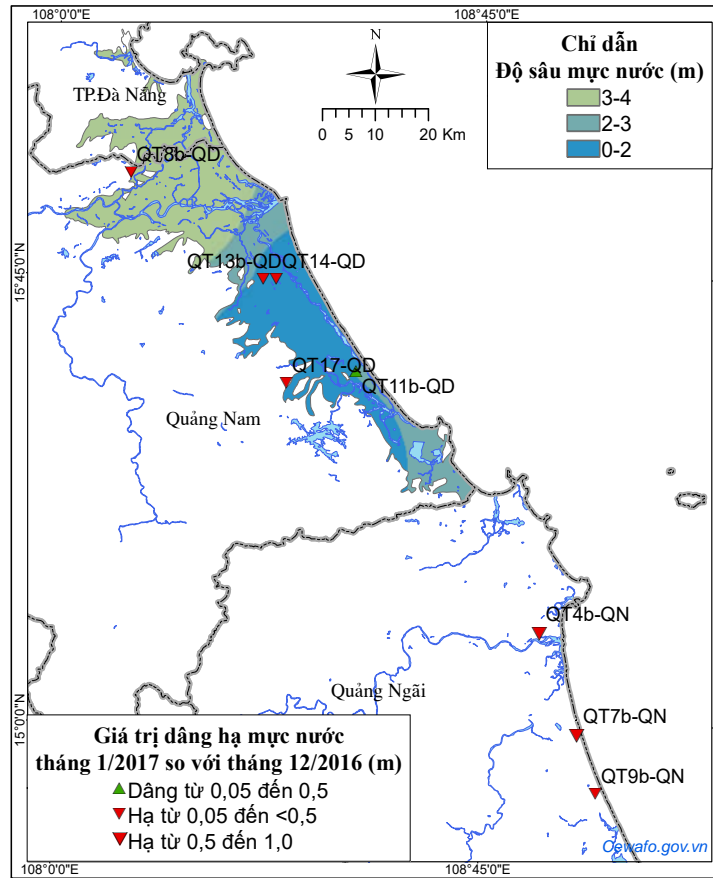 108°0'0"E
108°45'0"E
N
0 5 10 20 Km
Chỉ dẫn
Độ sâu mực nước (m)
3-4
2-3
0-2
TP.Đà Nẵng
QT8b-QD
15°45'0"N
QT13b-QD
QT14-QD
QT17-QD
QT11b-QD
Quảng Nam
QT4b-QN
Quảng Ngãi
QT7b-QN
15°0'0"N
QT9b-QN
Giá trị dâng hạ mực nước
tháng 1/2017 so với tháng 12/2016 (m)
Dâng từ 0,05 đến 0,5
Hạ từ 0,05 đến <0,5
Hạ từ 0,5 đến 1,0
Cewafo.gov.vn
108°0'0"E
108°45'0"E